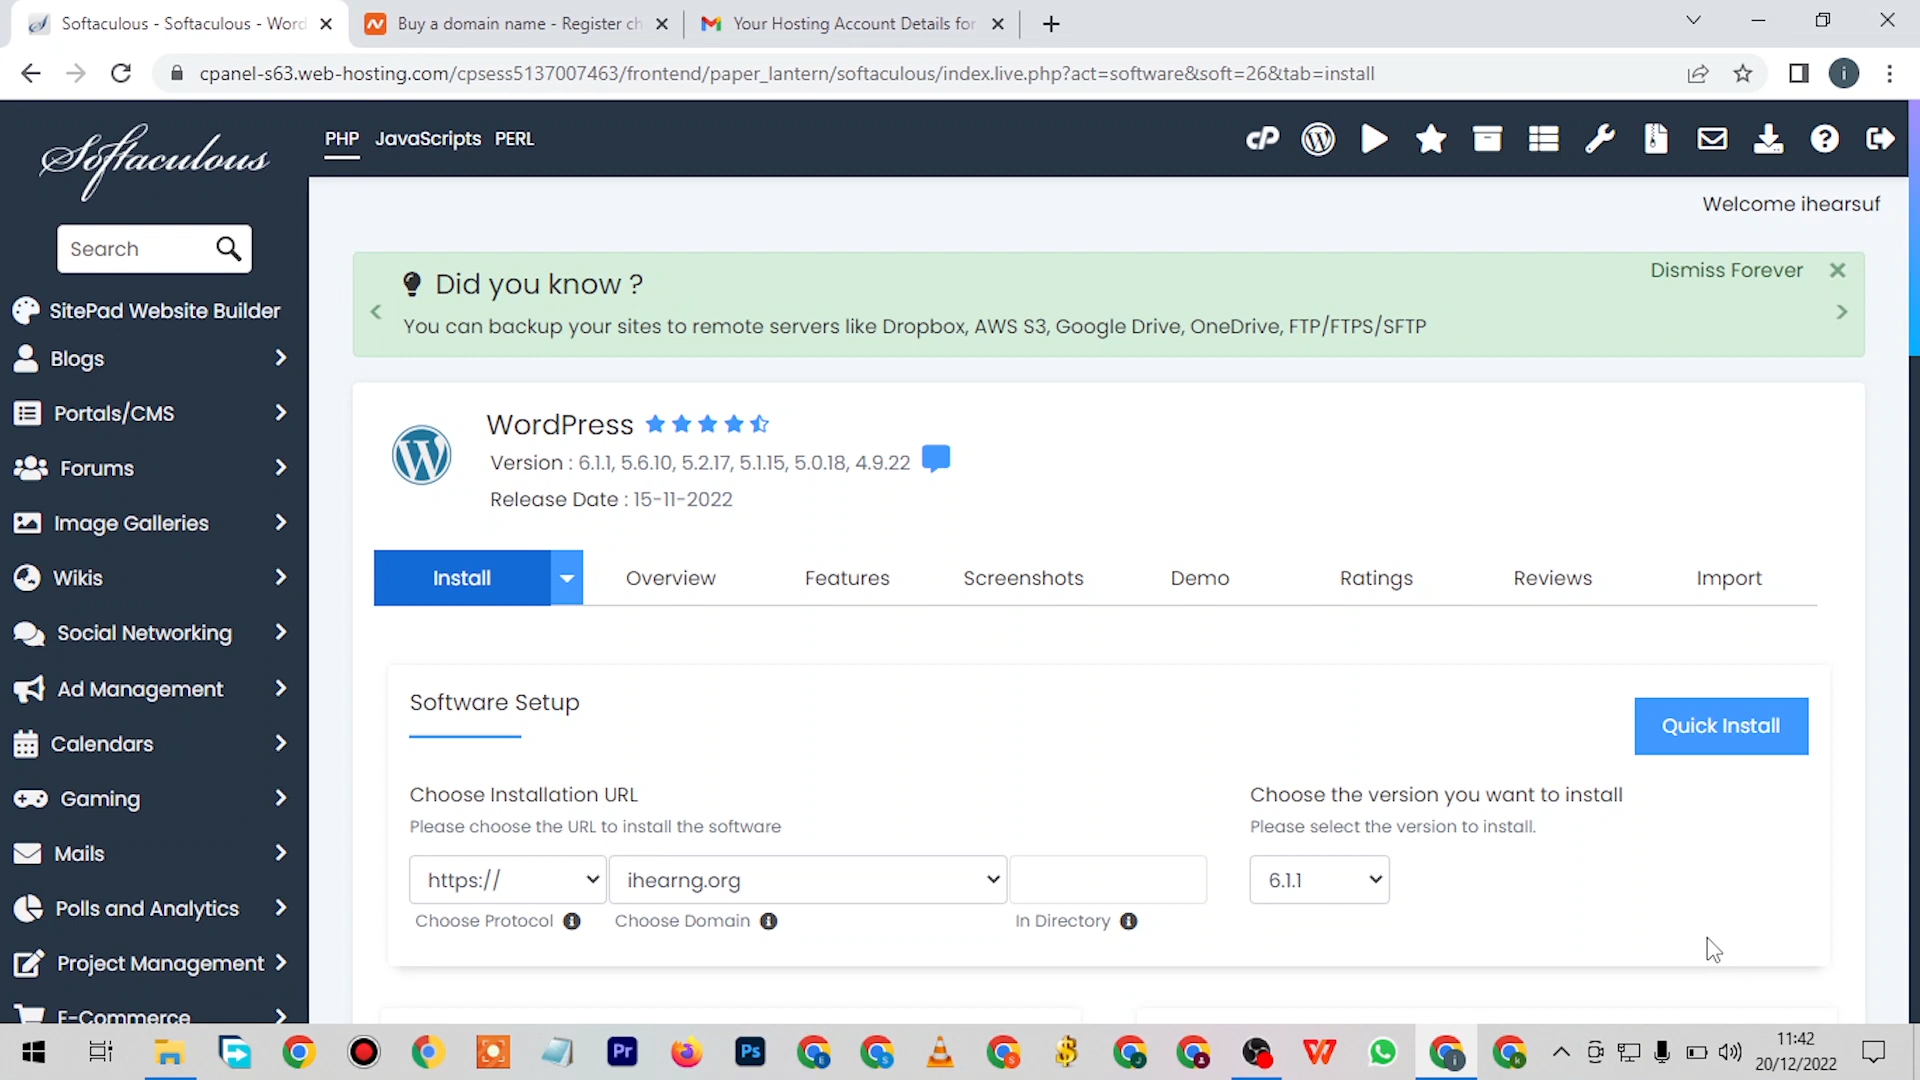 Softaculous - Softaculous - Word
Buy a domain name - Register ch
Your Hosting Account Details for
cpanel-s63.web-hosting.com/cpsess5137007463/frontend/paper_lantern/softaculous/index.live.php?act=software&soft=26&tab=install
i
Softaculous
PHP JavaScripts PERL
cP
Welcome ihearsuf
Search
SitePad Website Builder
Blogs
Portals/CMS
Forums
Image Galleries
Wikis
Social Networking
Ad Management
Calendars
Gaming
Mails
Polls and Analytics
Project Management
E-Commerce
Did you know ?
Dismiss Forever
You can backup your sites to remote servers like Dropbox, AWS S3, Google Drive, OneDrive, FTP/FTPS/SFTP
WordPress
Version : 6.1.1, 5.6.10, 5.2.17, 5.1.15, 5.0.18, 4.9.22
Release Date : 15-11-2022
Install Overview Features Screenshots Demo Ratings Reviews Import
Software Setup
Quick Install
Choose Installation URL
Please choose the URL to install the software
https:// ihearng.org
Choose Protocol Choose Domain In Directory
Choose the version you want to install
Please select the version to install.
6.1.1
Pr Ps
11:42
20/12/2022